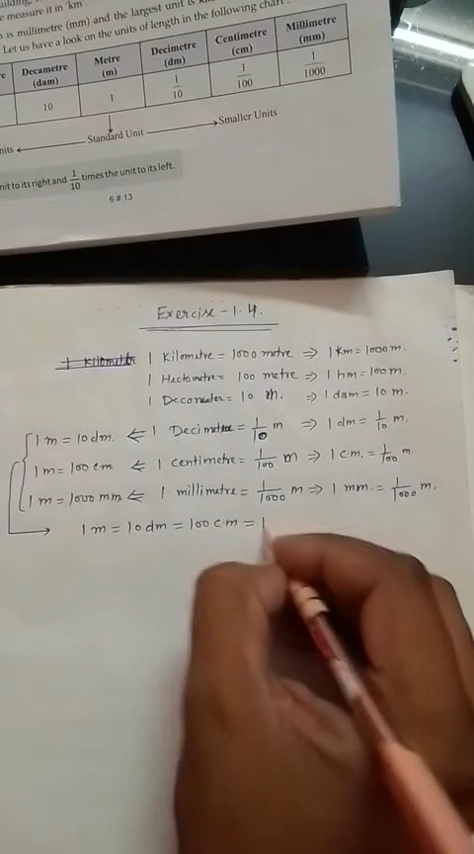 e measure it in 'km'
is millimetre (mm) and the largest unit is
Let us have a look on the units of length in the following chart
re Decametre (dam) Metre (m) Decimetre (dm) Centimetre (cm) Millimetre (mm)
10 1 1/10 1/100 1/1000
nits Standard Unit Smaller Units
nit to its right and 1/10 times the unit to its left.
6 # 13
Exercise - 1.4.
1 Kilometre = 1000 metre ⇒ 1 Km = 1000 m.
1 Hectometre = 100 metre ⇒ 1 hm = 100 m.
= 10 m. ⇒ 1 dam = 10 m.
1 m = 10 dm. ⇐ 1 Decimetre = 1/10 m ⇒ 1 dm = 1/10 m.
1 m = 100 cm ⇐ 1 centimetre = 1/100 m ⇒ 1 c.m. = 1/100 m
1 m = 1000 mm ⇐ 1 millimetre = 1/1000 m ⇒ 1 mm. = 1/1000 m.
→ 1 m = 10 dm = 100 c.m = 1